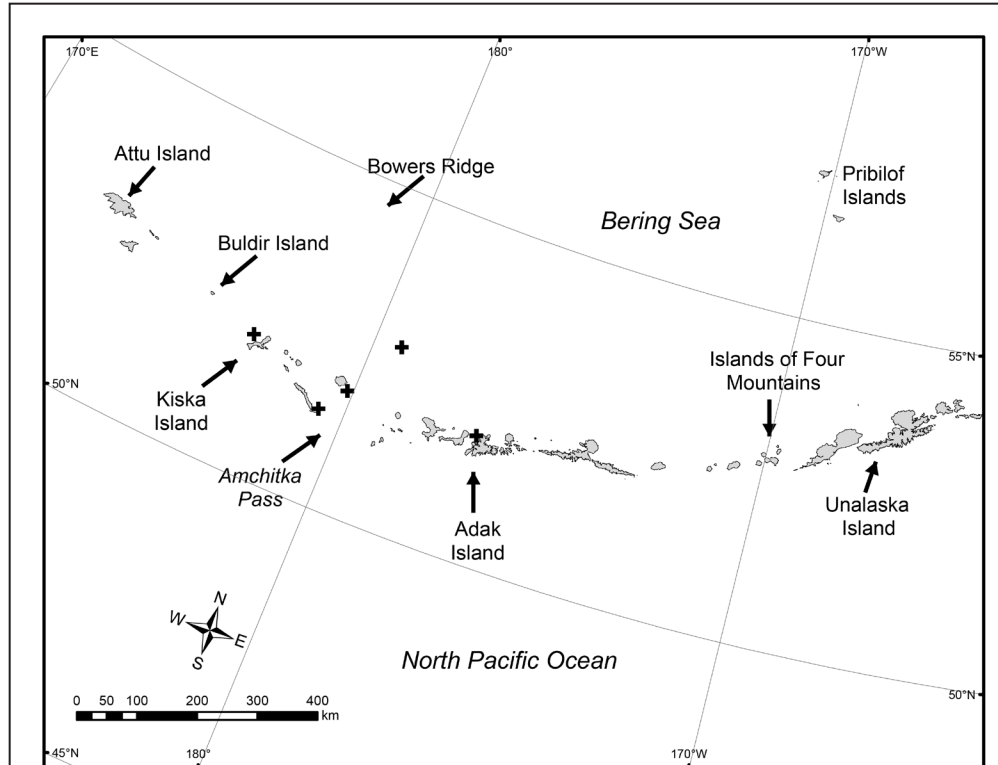 170°E
180°
170°W
Attu Island
Bowers Ridge
Pribilof
Islands
Bering Sea
Buldir Island
Islands of Four
Mountains
55°N
50°N
Kiska
Island
Amchitka
Pass
Adak
Island
Unalaska
Island
N
W
E
S
North Pacific Ocean
50°N
0 50 100 200 300 400
km
45°N
180°
170°W